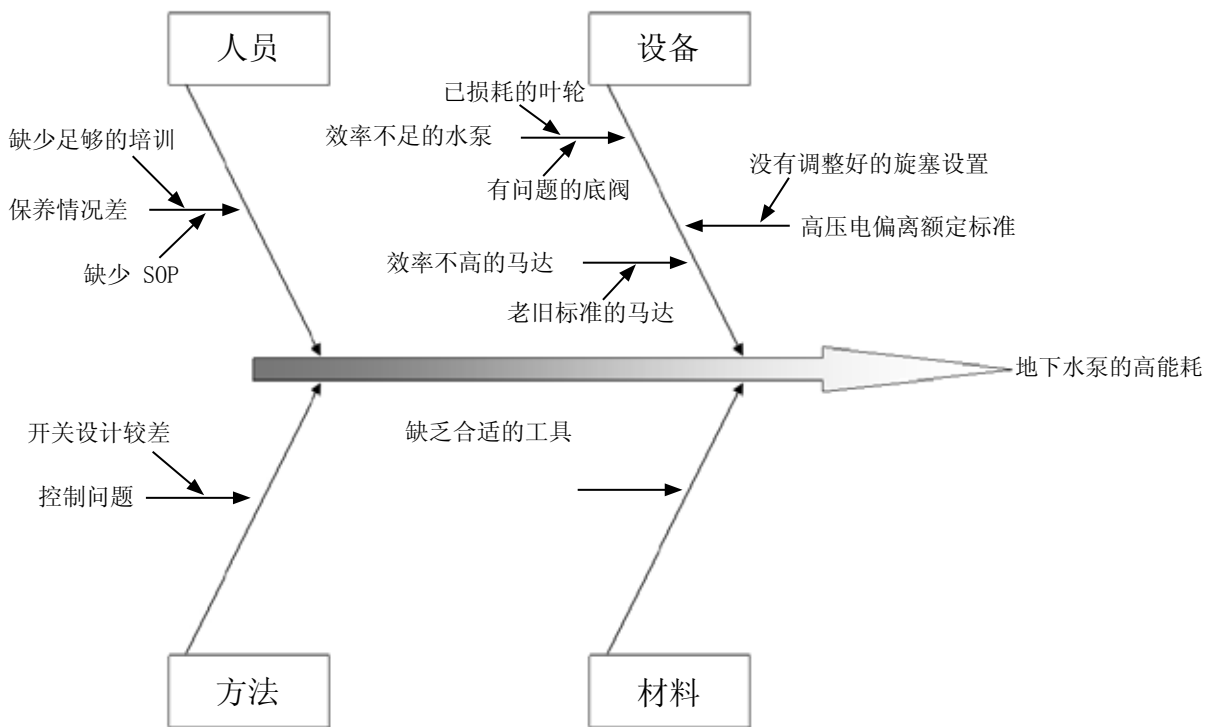 人员
设备
已损耗的叶轮
缺少足够的培训
效率不足的水泵
没有调整好的旋塞设置
有问题的底阀
保养情况差
高压电偏离额定标准
缺少 SOP
效率不高的马达
老旧标准的马达
地下水泵的高能耗
开关设计较差
缺乏合适的工具
控制问题
方法
材料